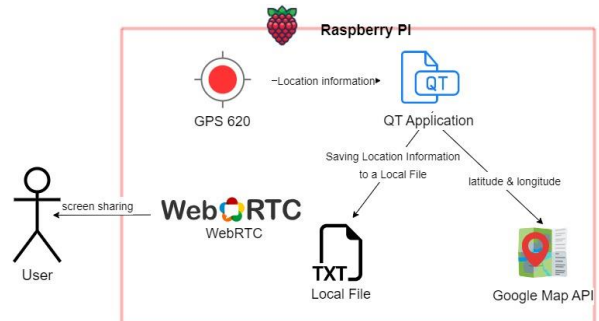 Raspberry PI
Location information
QT
GPS 620
QT Application
Saving Location Information
to a Local File
latitude & longitude
screen sharing
WebRTC
WebRTC
User
TXT
Local File
Google Map API